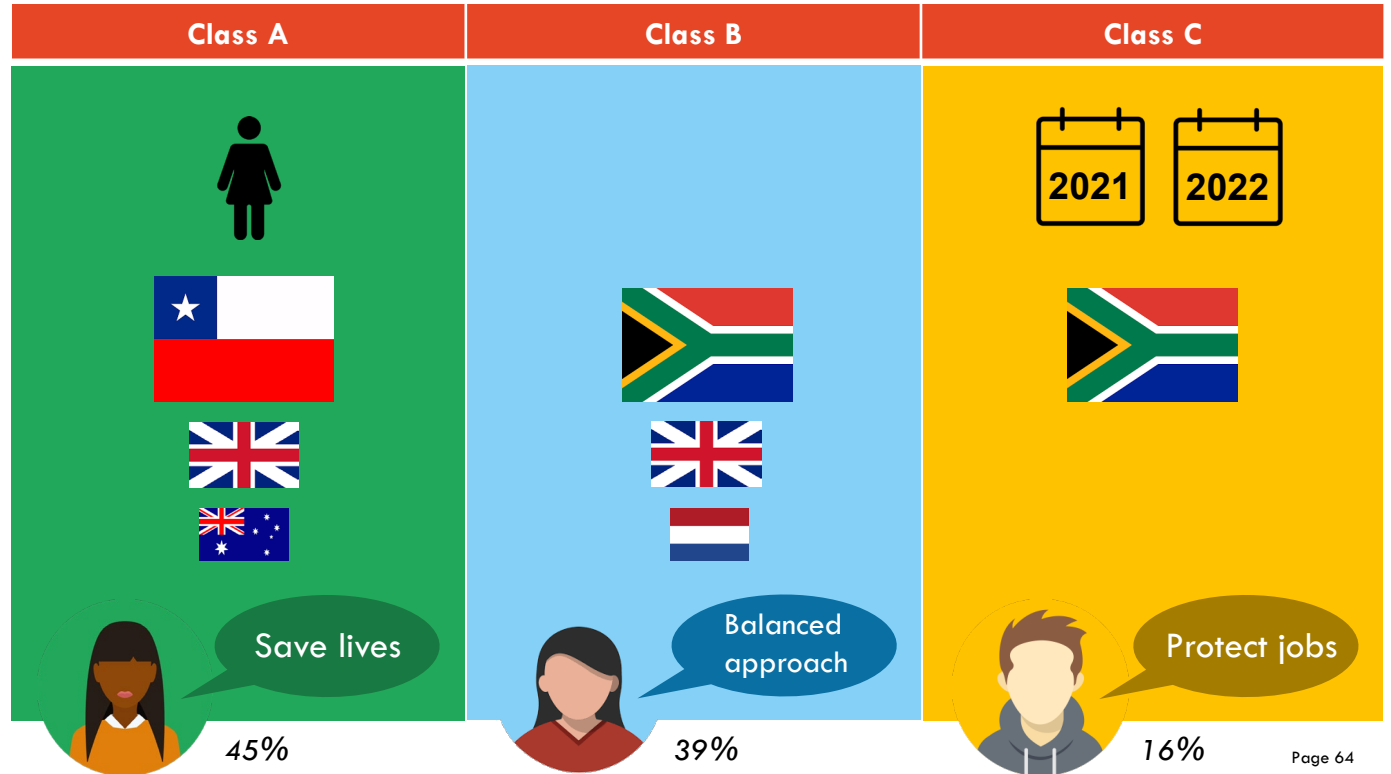 Class A
Class B
Class C
2021
2022
Save lives
Balanced
approach
Protect jobs
45%
39%
16%
Page 64